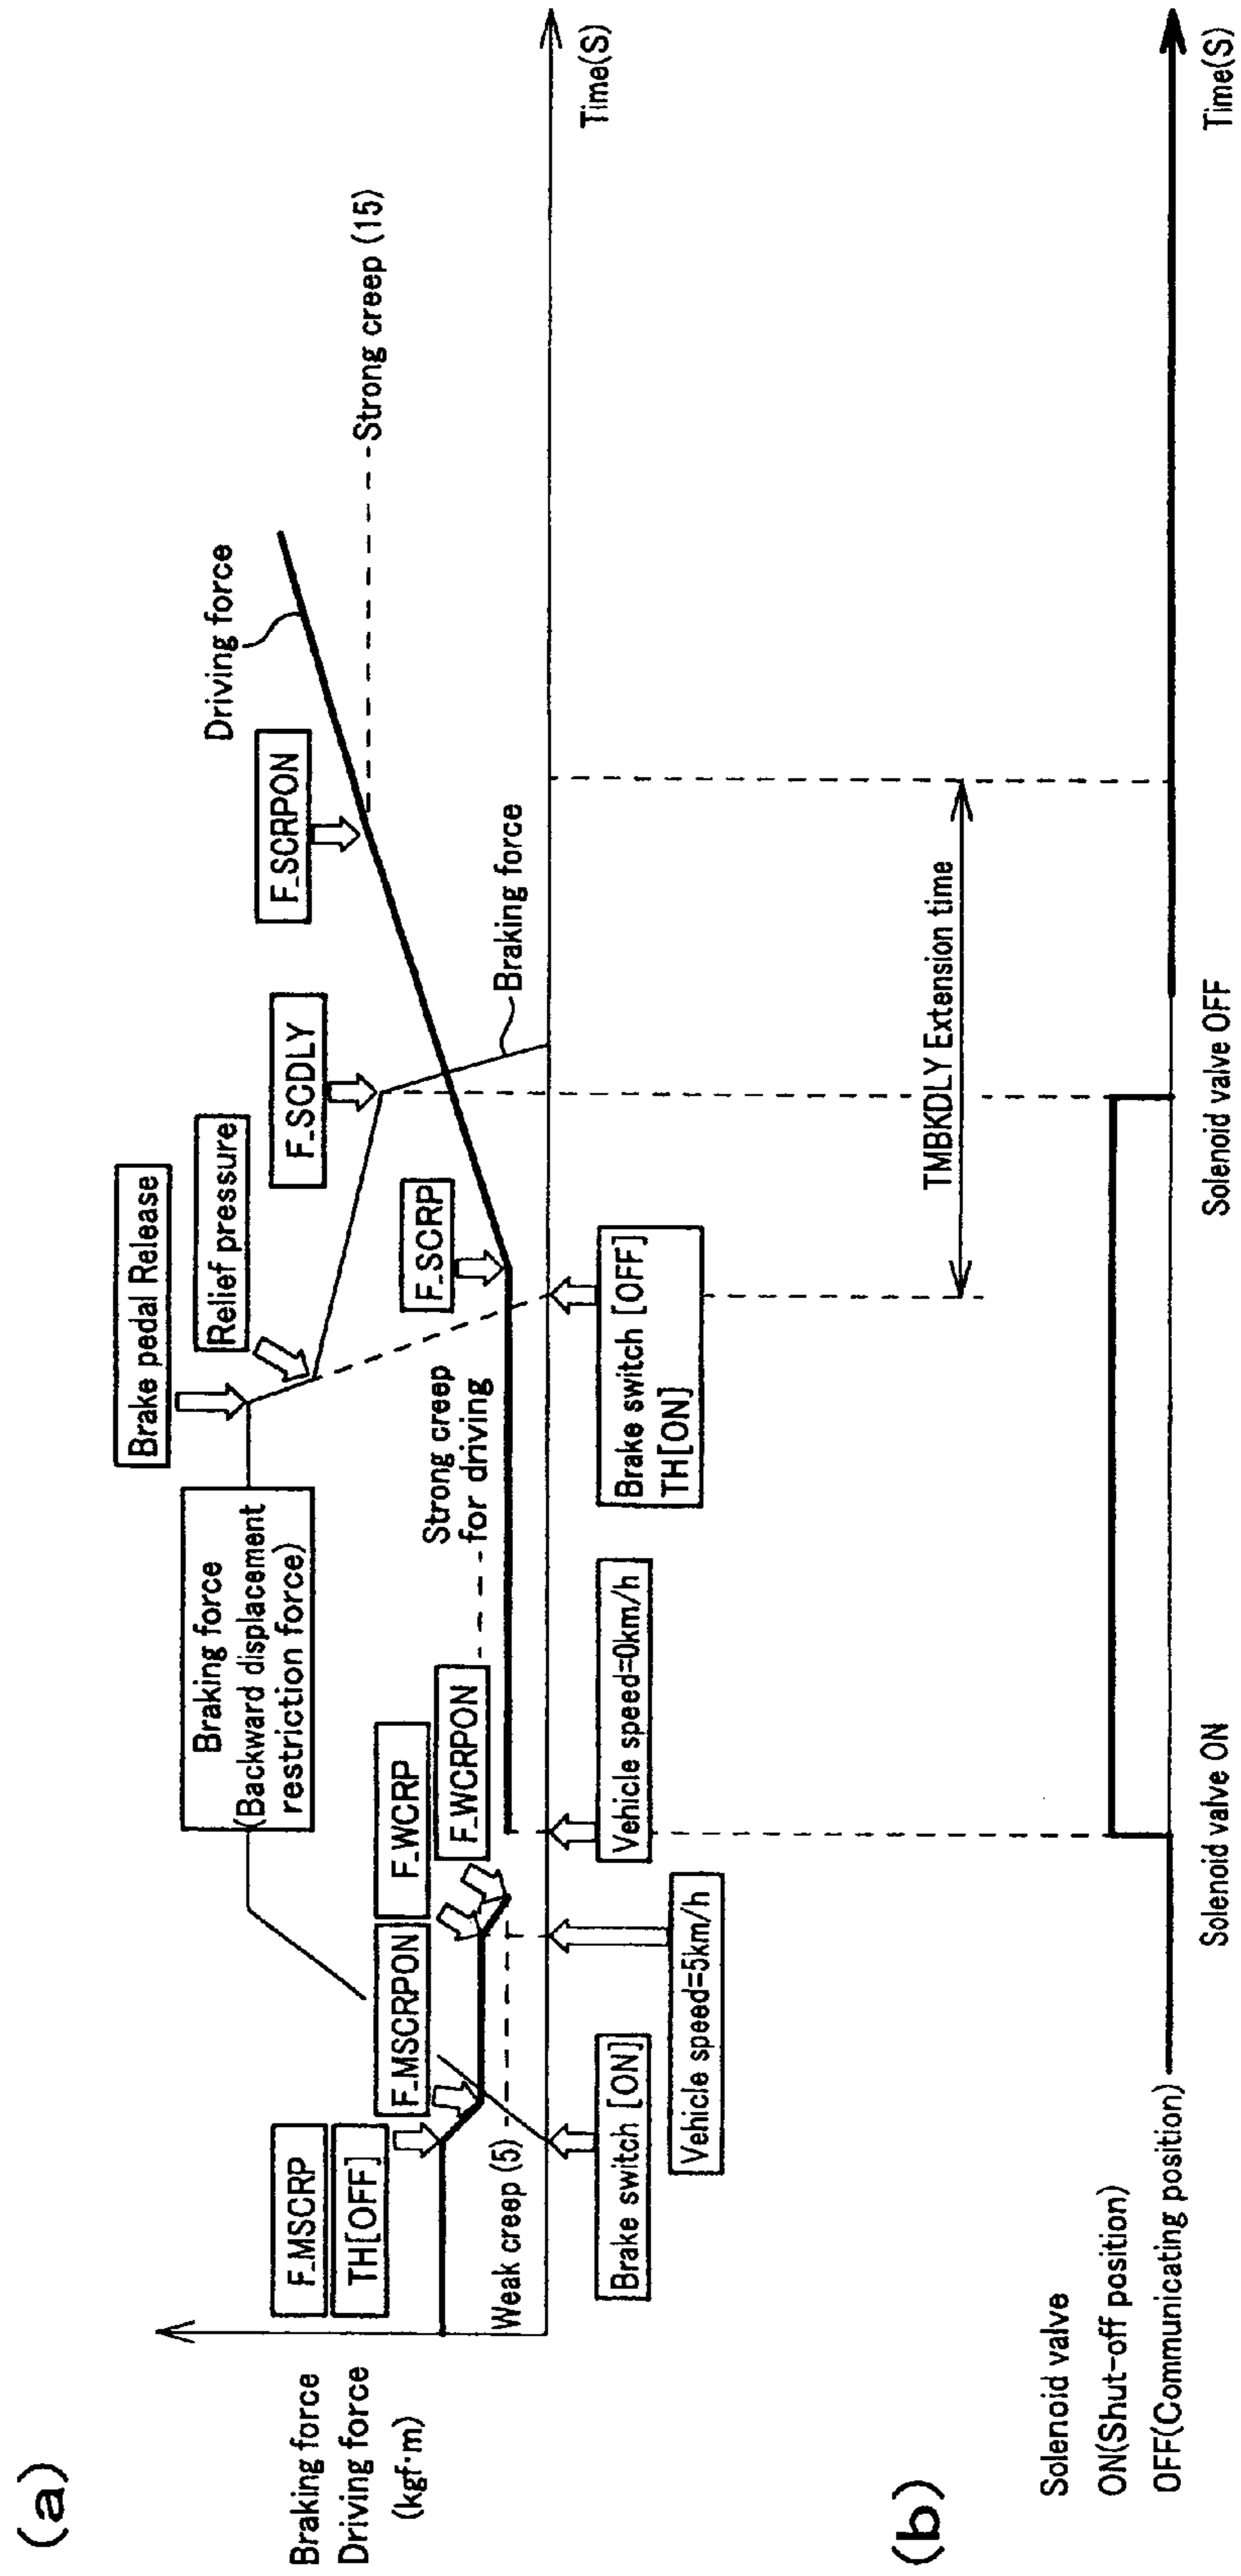 (a)
Braking force
Driving force
(kgf·m)
F_MSCRP
TH[OFF]
F_MSCRPON
F_WCRP
F_WCRPON
Braking force
(Backward displacement
restriction force)
Brake pedal Release
Relief pressure
F_SCDLY
F_SCRP
F_SCRPON
Driving force
Strong creep (15)
Weak creep (5)
Strong creep
for driving
Braking force
Time(S)
Brake switch [ON]
Vehicle speed=5km/h
Vehicle speed=0km/h
Brake switch [OFF]
TH[ON]
TMBKDLY Extension time
(b)
Solenoid valve
ON(Shut-off position)
OFF(Communicating position)
Solenoid valve ON
Solenoid valve OFF
Time(S)